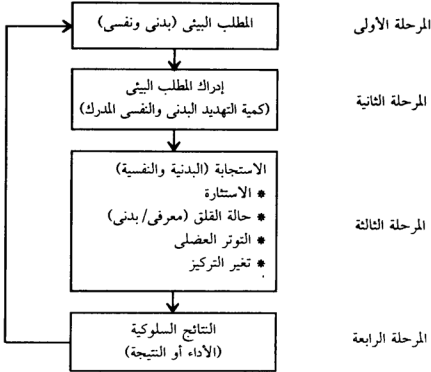 المرحلة الأولى
المطلب البيئى (بدنى ونفسى)
المرحلة الثانية
إدراك المطلب البيئى
(كمية التهديد البدنى والنفسى المدرك)
المرحلة الثالثة
الاستجابة (البدنية والنفسية)
* الاستثارة
* حالة القلق (معرفى/ بدنى)
* التوتر العضلى
* تغير التركيز
المرحلة الرابعة
النتائج السلوكية
(الأداء أو النتيجة)